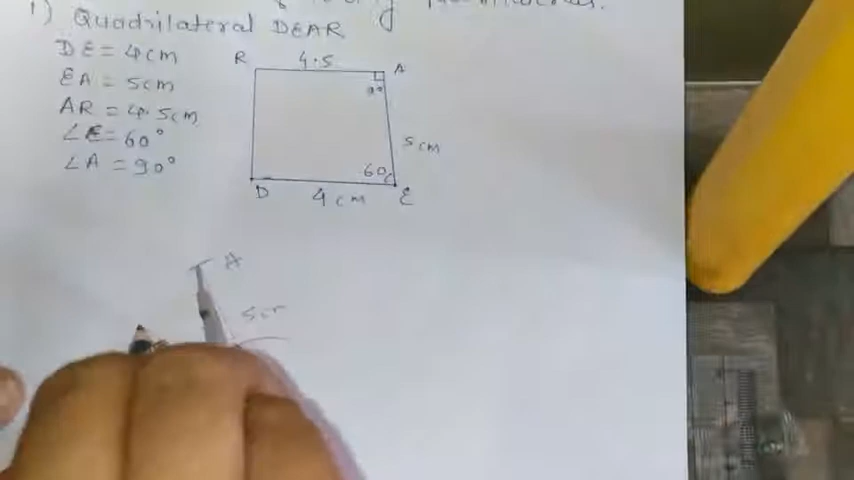 1) Quadrilateral DEAR
DE = 4cm
EA = 5cm
AR = 4.5cm
∠E = 60°
∠A = 90°
R 4.5 A
90
5cm
60
D 4cm E
A
5cm